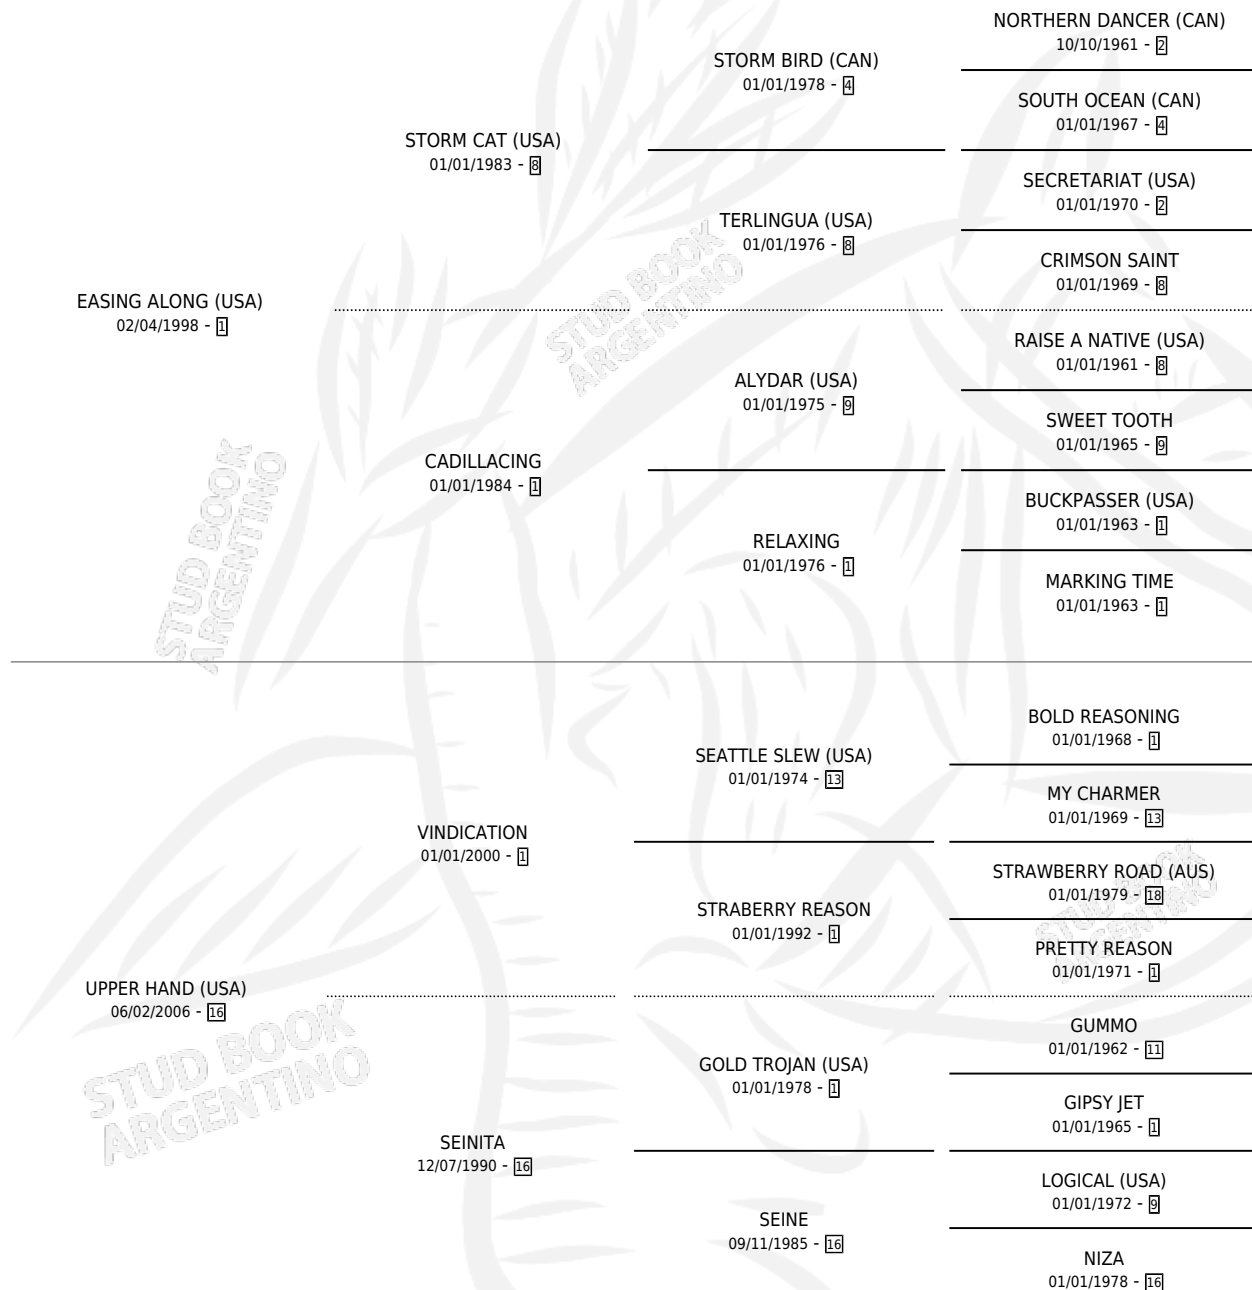 NORTHERN DANCER (CAN)
10/10/1961 - 2
STORM BIRD (CAN)
01/01/1978 - 4
SOUTH OCEAN (CAN)
01/01/1967 - 4
STORM CAT (USA)
01/01/1983 - 8
SECRETARIAT (USA)
01/01/1970 - 2
TERLINGUA (USA)
01/01/1976 - 8
CRIMSON SAINT
01/01/1969 - 8
STUD BOOK
ARGENTINO
EASING ALONG (USA)
02/04/1998 - 1
RAISE A NATIVE (USA)
01/01/1961 - 8
ALYDAR (USA)
01/01/1975 - 9
SWEET TOOTH
01/01/1965 - 9
CADILLACING
01/01/1984 - 1
BUCKPASSER (USA)
01/01/1963 - 1
RELAXING
01/01/1976 - 1
MARKING TIME
01/01/1963 - 1
STUD BOOK
ARGENTINO
BOLD REASONING
01/01/1968 - 1
SEATTLE SLEW (USA)
01/01/1974 - 13
MY CHARMER
01/01/1969 - 13
VINDICATION
01/01/2000 - 1
STRAWBERRY ROAD (AUS)
01/01/1979 - 18
STRABERRY REASON
01/01/1992 - 1
PRETTY REASON
01/01/1971 - 1
STUD BOOK
ARGENTINO
UPPER HAND (USA)
06/02/2006 - 16
GUMMO
01/01/1962 - 11
GOLD TROJAN (USA)
01/01/1978 - 1
GIPSY JET
01/01/1965 - 1
STUD BOOK
ARGENTINO
SEINITA
12/07/1990 - 16
LOGICAL (USA)
01/01/1972 - 9
SEINE
09/11/1985 - 16
NIZA
01/01/1978 - 16